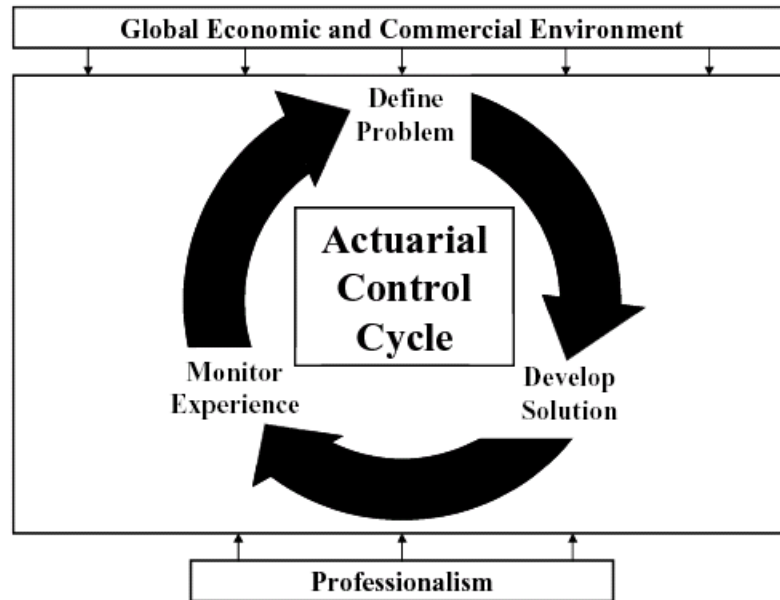 Global Economic and Commercial Environment
Define
Problem
Actuarial
Control
Cycle
Monitor
Experience
Develop
Solution
Professionalism